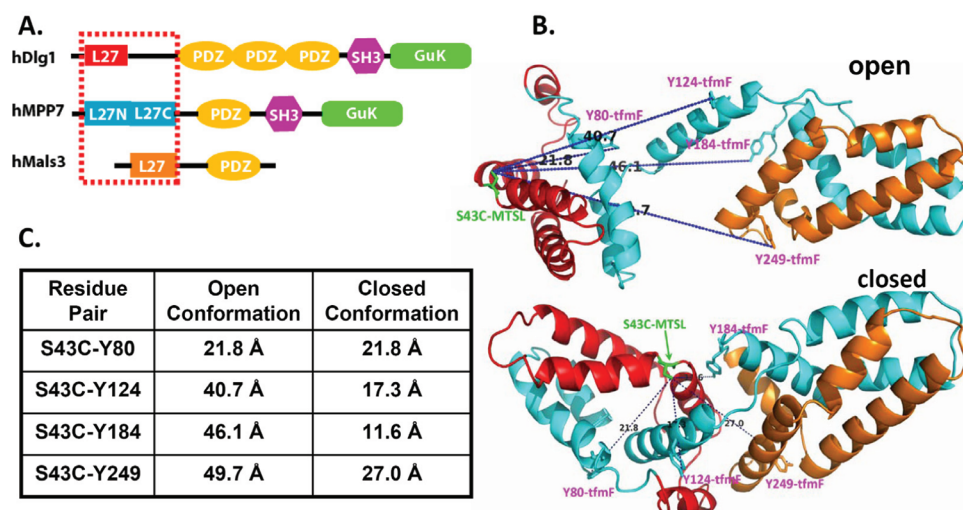 A.
hDlg1
L27
PDZ
PDZ
PDZ
SH3
GuK
hMPP7
L27N
L27C
PDZ
SH3
GuK
hMals3
L27
PDZ
B.
open
Y124-tfmF
Y80-tfmF
40.7
Y184-tfmF
21.8
46.1
S43C-MTSL
.7
Y249-tfmF
closed
S43C-MTSL
Y184-tfmF
21.8
27.0
Y124-tfmF
Y80-tfmF
Y249-tfmF
C.
Residue Pair
Open Conformation
Closed Conformation
S43C-Y80 21.8 Å 21.8 Å
S43C-Y124 40.7 Å 17.3 Å
S43C-Y184 46.1 Å 11.6 Å
S43C-Y249 49.7 Å 27.0 Å